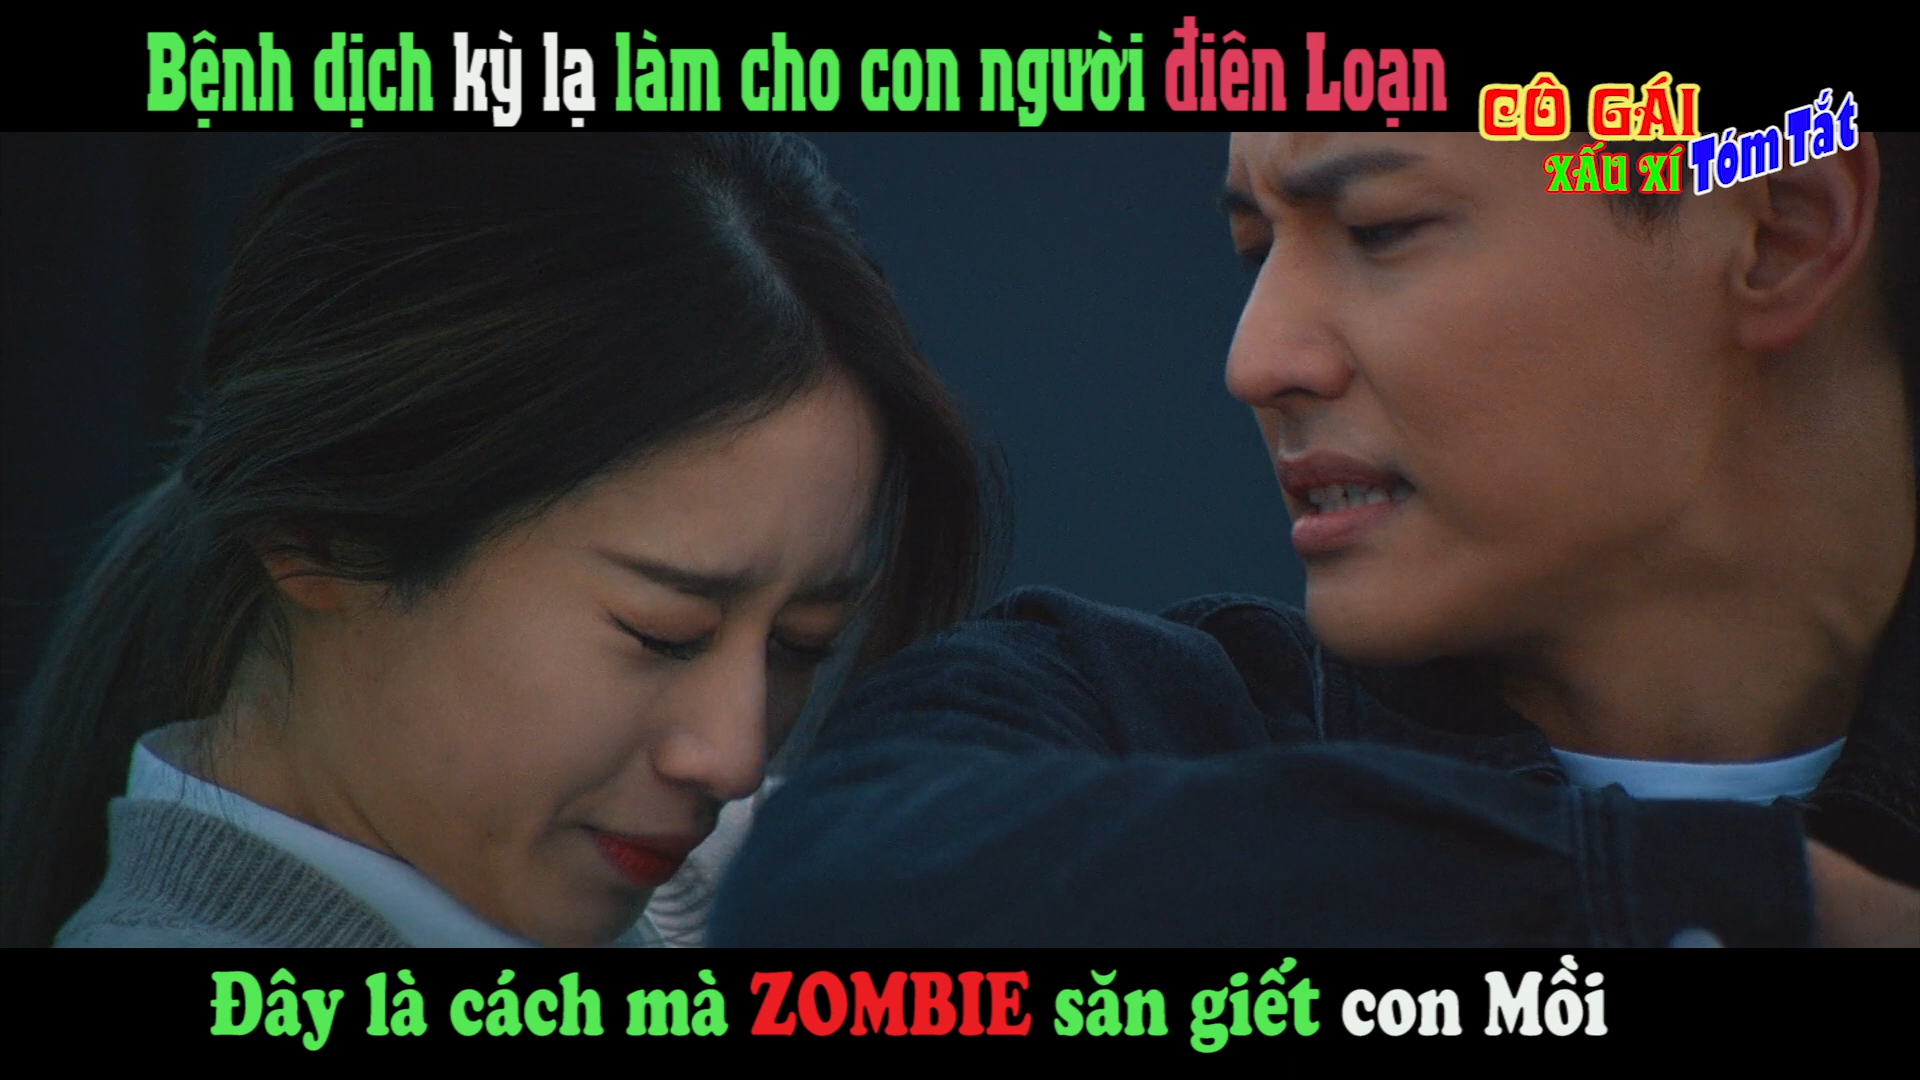 Bệnh dịch kỳ lạ làm cho con người điên Loạn
CÔ GÁI
XẤU XÍ Tóm Tắt
Đây là cách mà ZOMBIE săn giết con Mồi